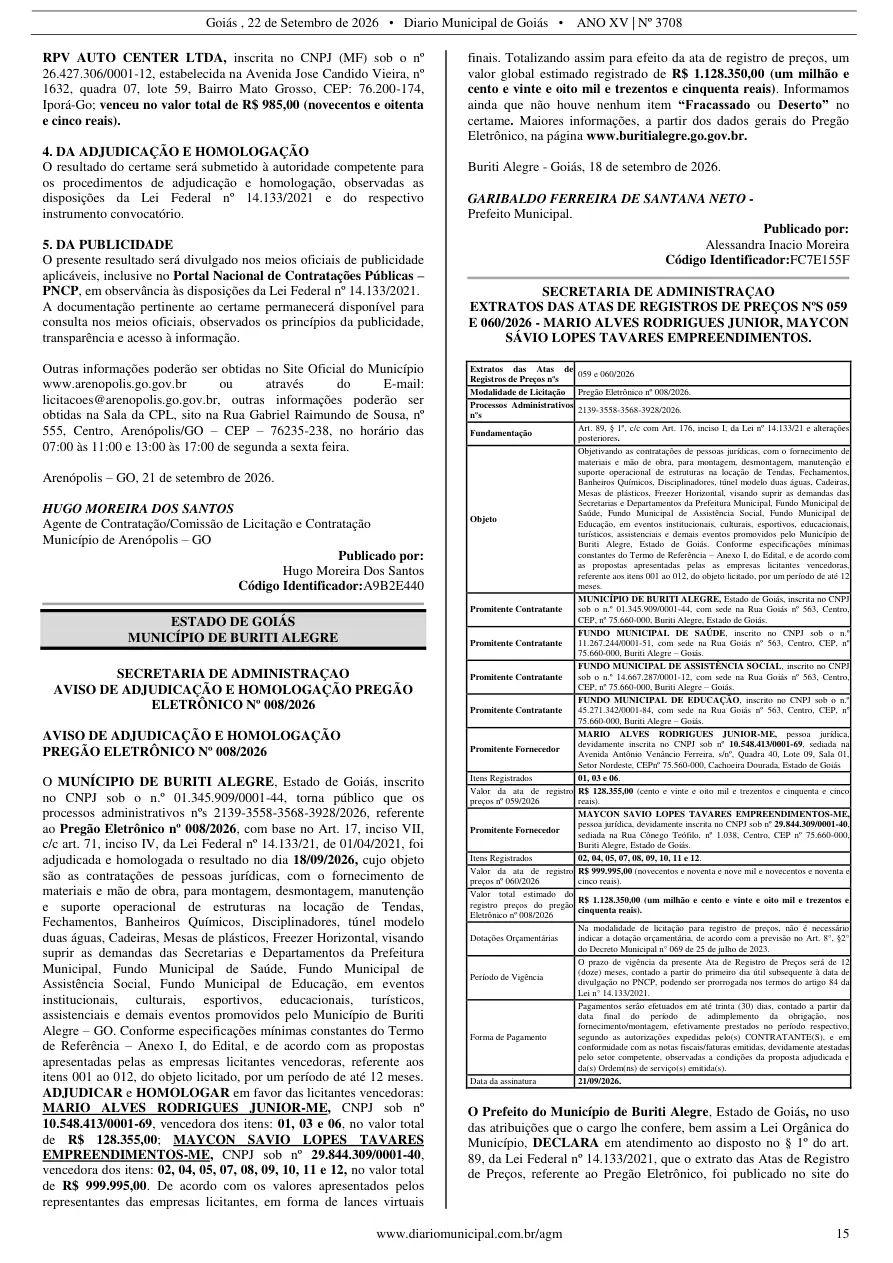 Goiás , 22 de Setembro de 2026 • Diario Municipal de Goiás • ANO XV | Nº 3708
RPV AUTO CENTER LTDA, inscrita no CNPJ (MF) sob o nº
26.427.306/0001-12, estabelecida na Avenida Jose Candido Vieira, nº
1632, quadra 07, lote 59, Bairro Mato Grosso, CEP: 76.200-174,
Iporá-Go; venceu no valor total de R$ 985,00 (novecentos e oitenta
e cinco reais).
4. DA ADJUDICAÇÃO E HOMOLOGAÇÃO
O resultado do certame será submetido à autoridade competente para
os procedimentos de adjudicação e homologação, observadas as
disposições da Lei Federal nº 14.133/2021 e do respectivo
instrumento convocatório.
5. DA PUBLICIDADE
O presente resultado será divulgado nos meios oficiais de publicidade
aplicáveis, inclusive no Portal Nacional de Contratações Públicas –
PNCP, em observância às disposições da Lei Federal nº 14.133/2021.
A documentação pertinente ao certame permanecerá disponível para
consulta nos meios oficiais, observados os princípios da publicidade,
transparência e acesso à informação.
Outras informações poderão ser obtidas no Site Oficial do Município
www.arenopolis.go.gov.br ou através do E-mail:
licitacoes@arenopolis.go.gov.br, outras informações poderão ser
obtidas na Sala da CPL, sito na Rua Gabriel Raimundo de Sousa, nº
555, Centro, Arenópolis/GO – CEP – 76235-238, no horário das
07:00 às 11:00 e 13:00 às 17:00 de segunda a sexta feira.
Arenópolis – GO, 21 de setembro de 2026.
HUGO MOREIRA DOS SANTOS
Agente de Contratação/Comissão de Licitação e Contratação
Município de Arenópolis – GO
Publicado por:
Hugo Moreira Dos Santos
Código Identificador:A9B2E440
ESTADO DE GOIÁS
MUNICÍPIO DE BURITI ALEGRE
SECRETARIA DE ADMINISTRAÇAO
AVISO DE ADJUDICAÇÃO E HOMOLOGAÇÃO PREGÃO
ELETRÔNICO Nº 008/2026
AVISO DE ADJUDICAÇÃO E HOMOLOGAÇÃO
PREGÃO ELETRÔNICO Nº 008/2026
O MUNÍCIPIO DE BURITI ALEGRE, Estado de Goiás, inscrito
no CNPJ sob o n.º 01.345.909/0001-44, torna público que os
processos administrativos nºs 2139-3558-3568-3928/2026, referente
ao Pregão Eletrônico nº 008/2026, com base no Art. 17, inciso VII,
c/c art. 71, inciso IV, da Lei Federal nº 14.133/21, de 01/04/2021, foi
adjudicada e homologada o resultado no dia 18/09/2026, cujo objeto
são as contratações de pessoas jurídicas, com o fornecimento de
materiais e mão de obra, para montagem, desmontagem, manutenção
e suporte operacional de estruturas na locação de Tendas,
Fechamentos, Banheiros Químicos, Disciplinadores, túnel modelo
duas águas, Cadeiras, Mesas de plásticos, Freezer Horizontal, visando
suprir as demandas das Secretarias e Departamentos da Prefeitura
Municipal, Fundo Municipal de Saúde, Fundo Municipal de
Assistência Social, Fundo Municipal de Educação, em eventos
institucionais, culturais, esportivos, educacionais, turísticos,
assistenciais e demais eventos promovidos pelo Município de Buriti
Alegre – GO. Conforme especificações mínimas constantes do Termo
de Referência – Anexo I, do Edital, e de acordo com as propostas
apresentadas pelas as empresas licitantes vencedoras, referente aos
itens 001 ao 012, do objeto licitado, por um período de até 12 meses.
ADJUDICAR e HOMOLOGAR em favor das licitantes vencedoras:
MARIO ALVES RODRIGUES JUNIOR-ME, CNPJ sob nº
10.548.413/0001-69, vencedora dos itens: 01, 03 e 06, no valor total
de R$ 128.355,00; MAYCON SAVIO LOPES TAVARES
EMPREENDIMENTOS-ME, CNPJ sob nº 29.844.309/0001-40,
vencedora dos itens: 02, 04, 05, 07, 08, 09, 10, 11 e 12, no valor total
de R$ 999.995,00. De acordo com os valores apresentados pelos
representantes das empresas licitantes, em forma de lances virtuais
finais. Totalizando assim para efeito da ata de registro de preços, um
valor global estimado registrado de R$ 1.128.350,00 (um milhão e
cento e vinte e oito mil e trezentos e cinquenta reais). Informamos
ainda que não houve nenhum item “Fracassado ou Deserto” no
certame. Maiores informações, a partir dos dados gerais do Pregão
Eletrônico, na página www.buritialegre.go.gov.br.
Buriti Alegre - Goiás, 18 de setembro de 2026.
GARIBALDO FERREIRA DE SANTANA NETO -
Prefeito Municipal.
Publicado por:
Alessandra Inacio Moreira
Código Identificador:FC7E155F
SECRETARIA DE ADMINISTRAÇAO
EXTRATOS DAS ATAS DE REGISTROS DE PREÇOS NºS 059
E 060/2026 - MARIO ALVES RODRIGUES JUNIOR, MAYCON
SÁVIO LOPES TAVARES EMPREENDIMENTOS.
Extratos das Atas de
Registros de Preços nºs
059 e 060/2026
Modalidade de Licitação
Pregão Eletrônico nº 008/2026.
Processos Administrativos
nºs
2139-3558-3568-3928/2026.
Fundamentação
Art. 89, § 1º, c/c com Art. 176, inciso I, da Lei nº 14.133/21 e alterações
posteriores.
Objeto
Objetivando as contratações de pessoas jurídicas, com o fornecimento de
materiais e mão de obra, para montagem, desmontagem, manutenção e
suporte operacional de estruturas na locação de Tendas, Fechamentos,
Banheiros Químicos, Disciplinadores, túnel modelo duas águas, Cadeiras,
Mesas de plásticos, Freezer Horizontal, visando suprir as demandas das
Secretarias e Departamentos da Prefeitura Municipal, Fundo Municipal de
Saúde, Fundo Municipal de Assistência Social, Fundo Municipal de
Educação, em eventos institucionais, culturais, esportivos, educacionais,
turísticos, assistenciais e demais eventos promovidos pelo Município de
Buriti Alegre, Estado de Goiás. Conforme especificações mínimas
constantes do Termo de Referência – Anexo I, do Edital, e de acordo com
as propostas apresentadas pelas as empresas licitantes vencedoras,
referente aos itens 001 ao 012, do objeto licitado, por um período de até 12
meses.
Promitente Contratante
MUNICÍPIO DE BURITI ALEGRE, Estado de Goiás, inscrita no CNPJ
sob o n.º 01.345.909/0001-44, com sede na Rua Goiás nº 563, Centro,
CEP, nº 75.660-000, Buriti Alegre, Estado de Goiás.
Promitente Contratante
FUNDO MUNICIPAL DE SAÚDE, inscrito no CNPJ sob o n.º
11.267.244/0001-51, com sede na Rua Goiás nº 563, Centro, CEP, nº
75.660-000, Buriti Alegre – Goiás.
Promitente Contratante
FUNDO MUNICIPAL DE ASSISTÊNCIA SOCIAL, inscrito no CNPJ
sob o n.º 14.667.287/0001-12, com sede na Rua Goiás nº 563, Centro,
CEP, nº 75.660-000, Buriti Alegre – Goiás.
Promitente Contratante
FUNDO MUNICIPAL DE EDUCAÇÃO, inscrito no CNPJ sob o n.º
45.271.342/0001-84, com sede na Rua Goiás nº 563, Centro, CEP, nº
75.660-000, Buriti Alegre – Goiás.
Promitente Fornecedor
MARIO ALVES RODRIGUES JUNIOR-ME, pessoa jurídica,
devidamente inscrita no CNPJ sob nº 10.548.413/0001-69, sediada na
Avenida Antônio Venâncio Ferreira, s/nº, Quadra 40, Lote 09, Sala 01,
Setor Nordeste, CEPnº 75.560-000, Cachoeira Dourada, Estado de Goiás
Itens Registrados
01, 03 e 06.
Valor da ata de registro
preços nº 059/2026
R$ 128.355,00 (cento e vinte e oito mil e trezentos e cinquenta e cinco
reais).
Promitente Fornecedor
MAYCON SAVIO LOPES TAVARES EMPREENDIMENTOS-ME,
pessoa jurídica, devidamente inscrita no CNPJ sob nº 29.844.309/0001-40,
sediada na Rua Cônego Teófilo, nº 1.038, Centro, CEP nº 75.660-000,
Buriti Alegre, Estado de Goiás.
Itens Registrados
02, 04, 05, 07, 08, 09, 10, 11 e 12.
Valor da ata de registro
preços nº 060/2026
R$ 999.995,00 (novecentos e noventa e nove mil e novecentos e noventa e
cinco reais).
Valor total estimado do
registro preços do pregão
Eletrônico nº 008/2026
R$ 1.128.350,00 (um milhão e cento e vinte e oito mil e trezentos e
cinquenta reais).
Dotações Orçamentárias
Na modalidade de licitação para registro de preços, não é necessário
indicar a dotação orçamentária, de acordo com a previsão no Art. 8°, §2°
do Decreto Municipal n° 069 de 25 de julho de 2023.
Período de Vigência
O prazo de vigência da presente Ata de Registro de Preços será de 12
(doze) meses, contado a partir do primeiro dia útil subsequente à data de
divulgação no PNCP, podendo ser prorrogada nos termos do artigo 84 da
Lei n° 14.133/2021.
Forma de Pagamento
Pagamentos serão efetuados em até trinta (30) dias, contado a partir da
data final do período de adimplemento da obrigação, nos
fornecimento/montagem, efetivamente prestados no período respectivo,
segundo as autorizações expedidas pelo(s) CONTRATANTE(S), e em
conformidade com as notas fiscais/faturas emitidas, devidamente atestadas
pelo setor competente, observadas a condições da proposta adjudicada e
da(s) Ordem(ns) de serviço(s) emitida(s).
Data da assinatura
21/09/2026.
O Prefeito do Município de Buriti Alegre, Estado de Goiás, no uso
das atribuições que o cargo lhe confere, bem assim a Lei Orgânica do
Município, DECLARA em atendimento ao disposto no § 1º do art.
89, da Lei Federal nº 14.133/2021, que o extrato das Atas de Registro
de Preços, referente ao Pregão Eletrônico, foi publicado no site do
www.diariomunicipal.com.br/agm
15